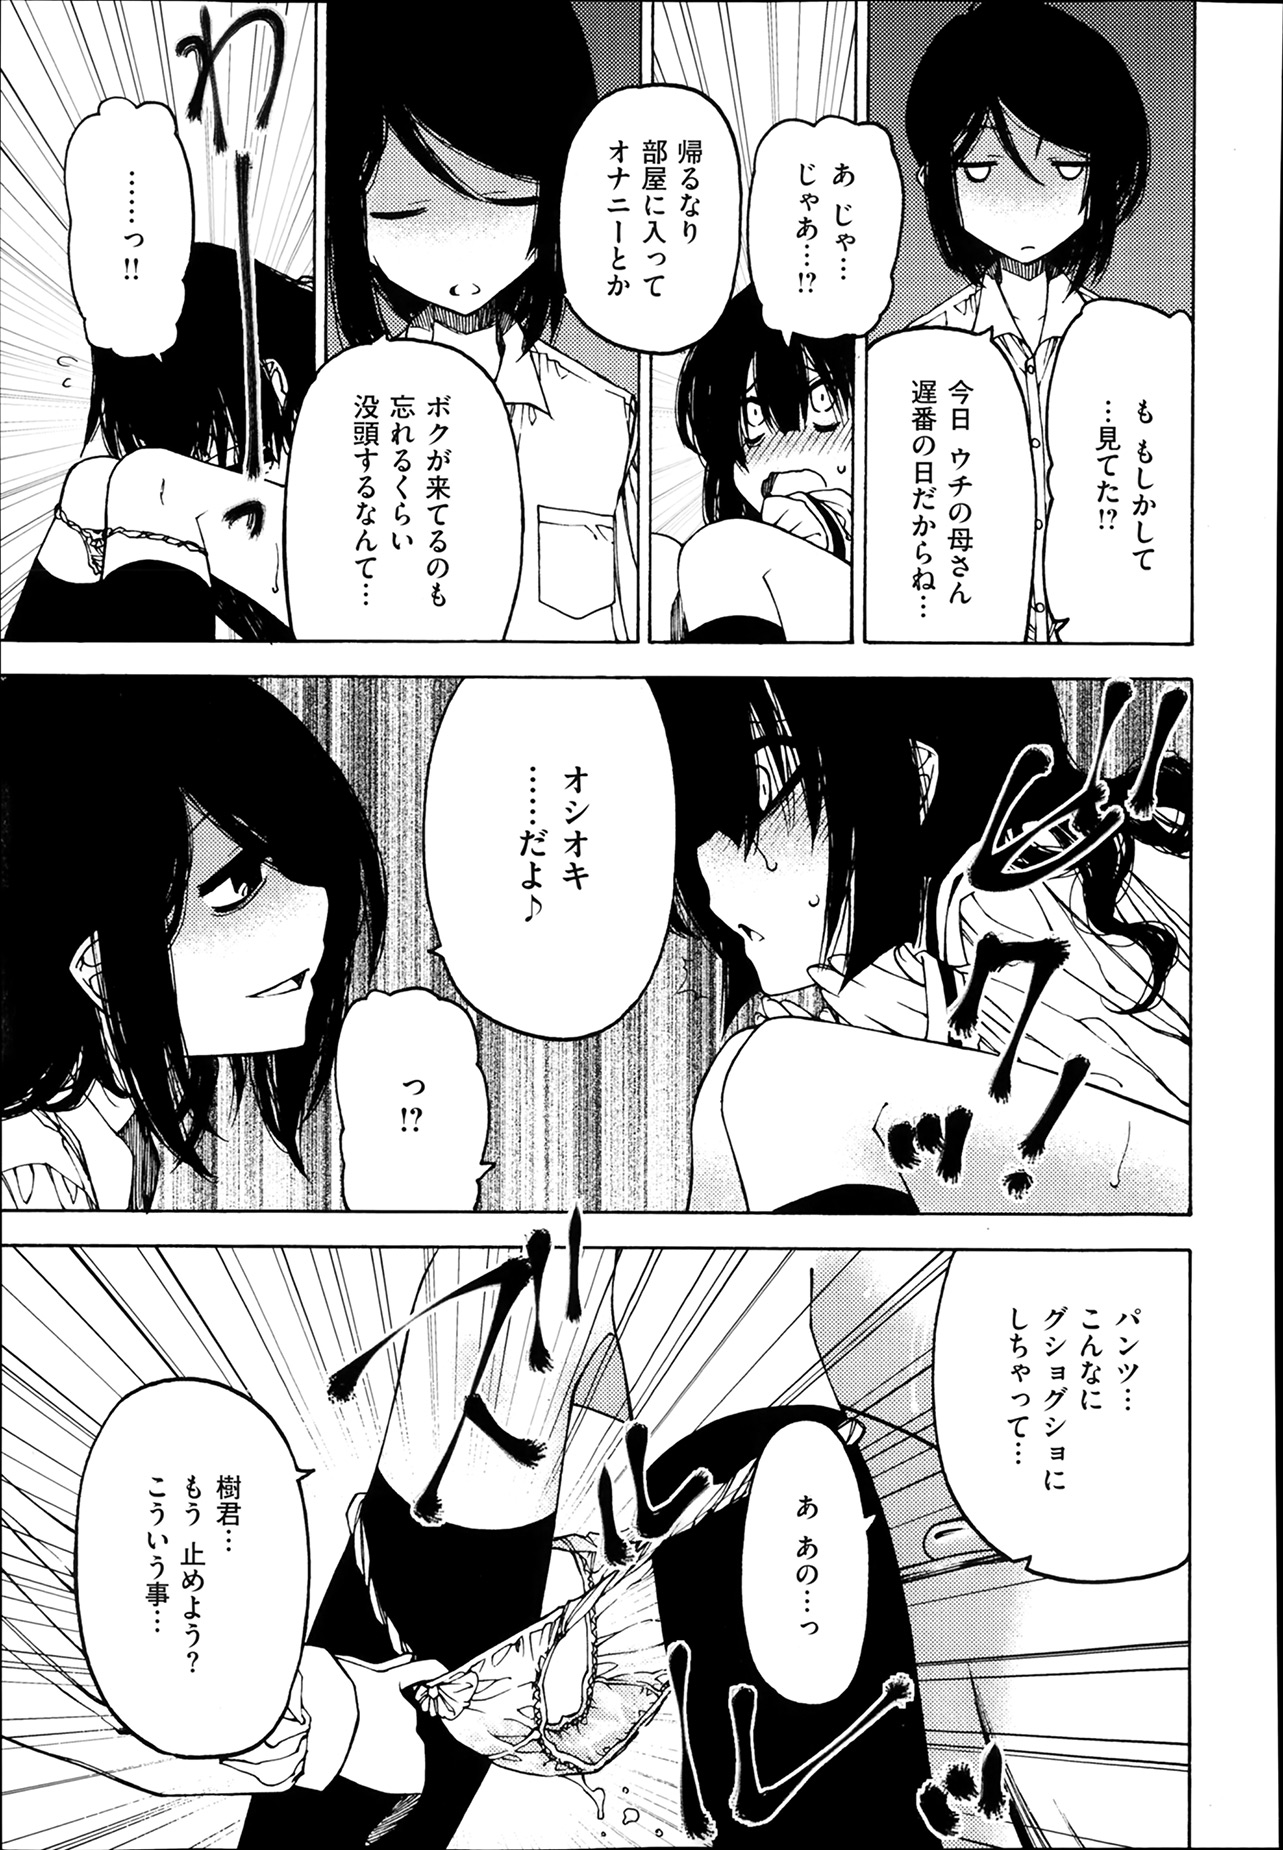 も もしかして
…見てた!?
今日 ウチの母さん
遅番の日だからね…
あ じゃ…
じゃあ…!?
帰るなり
部屋に入って
オナニーとか
ボクが来てるのも
忘れるくらい
没頭するなんて…
わーっ
……っ!!
ビクッ!
オシオキ
……だよ♪
っ!?
パンツ…
こんなに
グショグショに
しちゃって…
あ あの…っ
樹君…
もう 止めよう?
こういう事…